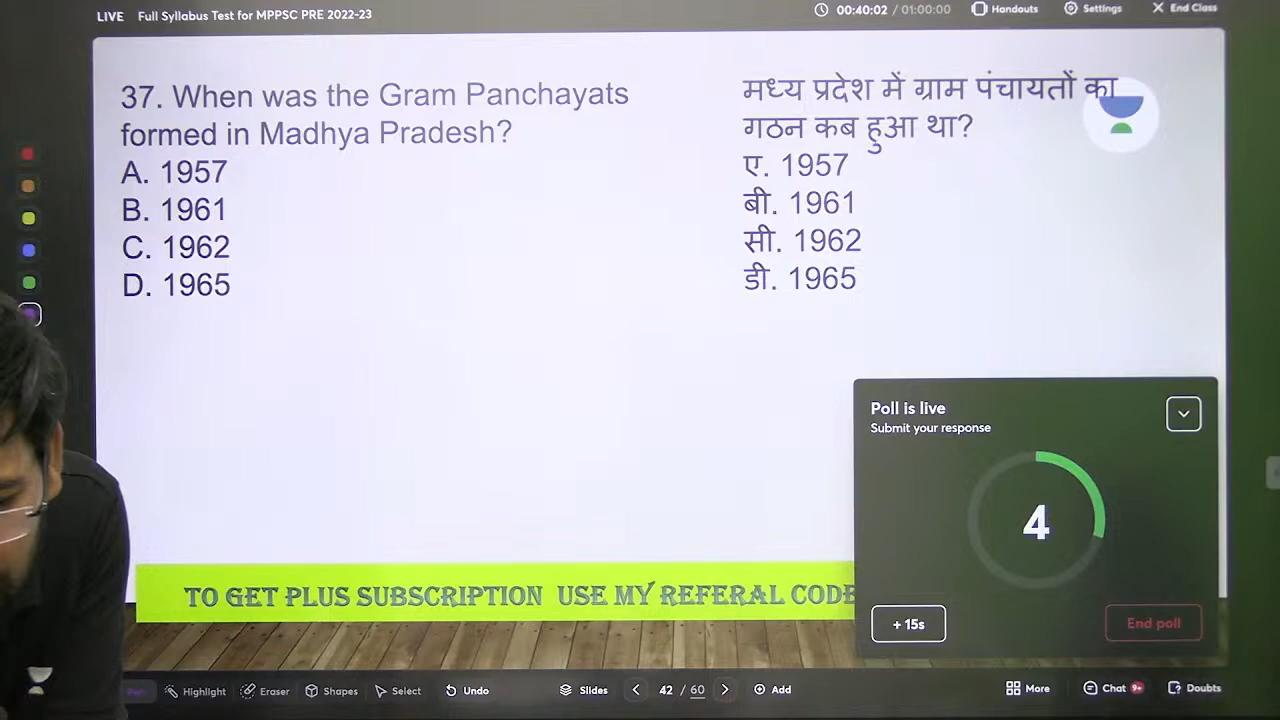 LIVE Full Syllabus Test for MPPSC PRE 2022-23
00:40:02 / 01:00:00 Handouts Settings End Class
37. When was the Gram Panchayats
formed in Madhya Pradesh?
A. 1957
B. 1961
C. 1962
D. 1965
मध्य प्रदेश में ग्राम पंचायतों का
गठन कब हुआ था?
ए. 1957
बी. 1961
सी. 1962
डी. 1965
Poll is live
Submit your response
4
+ 15s
End poll
TO GET PLUS SUBSCRIPTION USE MY REFERAL CODE
Pen Highlight Eraser Shapes Select Undo Slides 42 / 60 Add More Chat 9+ Doubts